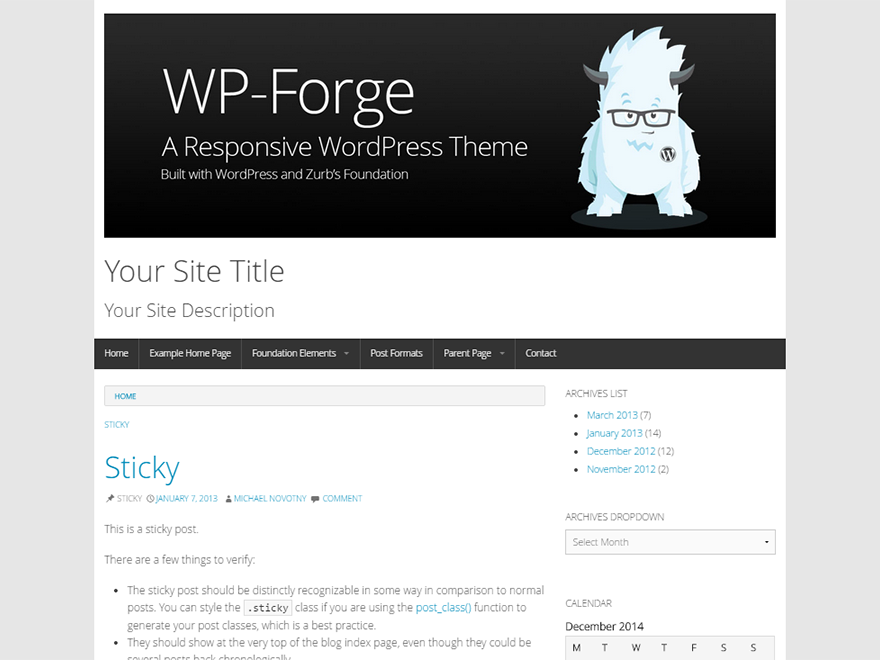 WP-Forge
A Responsive WordPress Theme
Built with WordPress and Zurb's Foundation
Your Site Title
Your Site Description
Home Example Home Page Foundation Elements Post Formats Parent Page Contact
HOME
STICKY
Sticky
STICKY JANUARY 7, 2013 MICHAEL NOVOTNY COMMENT
This is a sticky post.
There are a few things to verify:
• The sticky post should be distinctly recognizable in some way in comparison to normal
posts. You can style the .sticky class if you are using the post_class() function to
generate your post classes, which is a best practice.
• They should show at the very top of the blog index page, even though they could be
several posts back chronologically.
ARCHIVES LIST
• March 2013 (7)
• January 2013 (14)
• December 2012 (12)
• November 2012 (2)
ARCHIVES DROPDOWN
Select Month
CALENDAR
December 2014
M T W T F S S